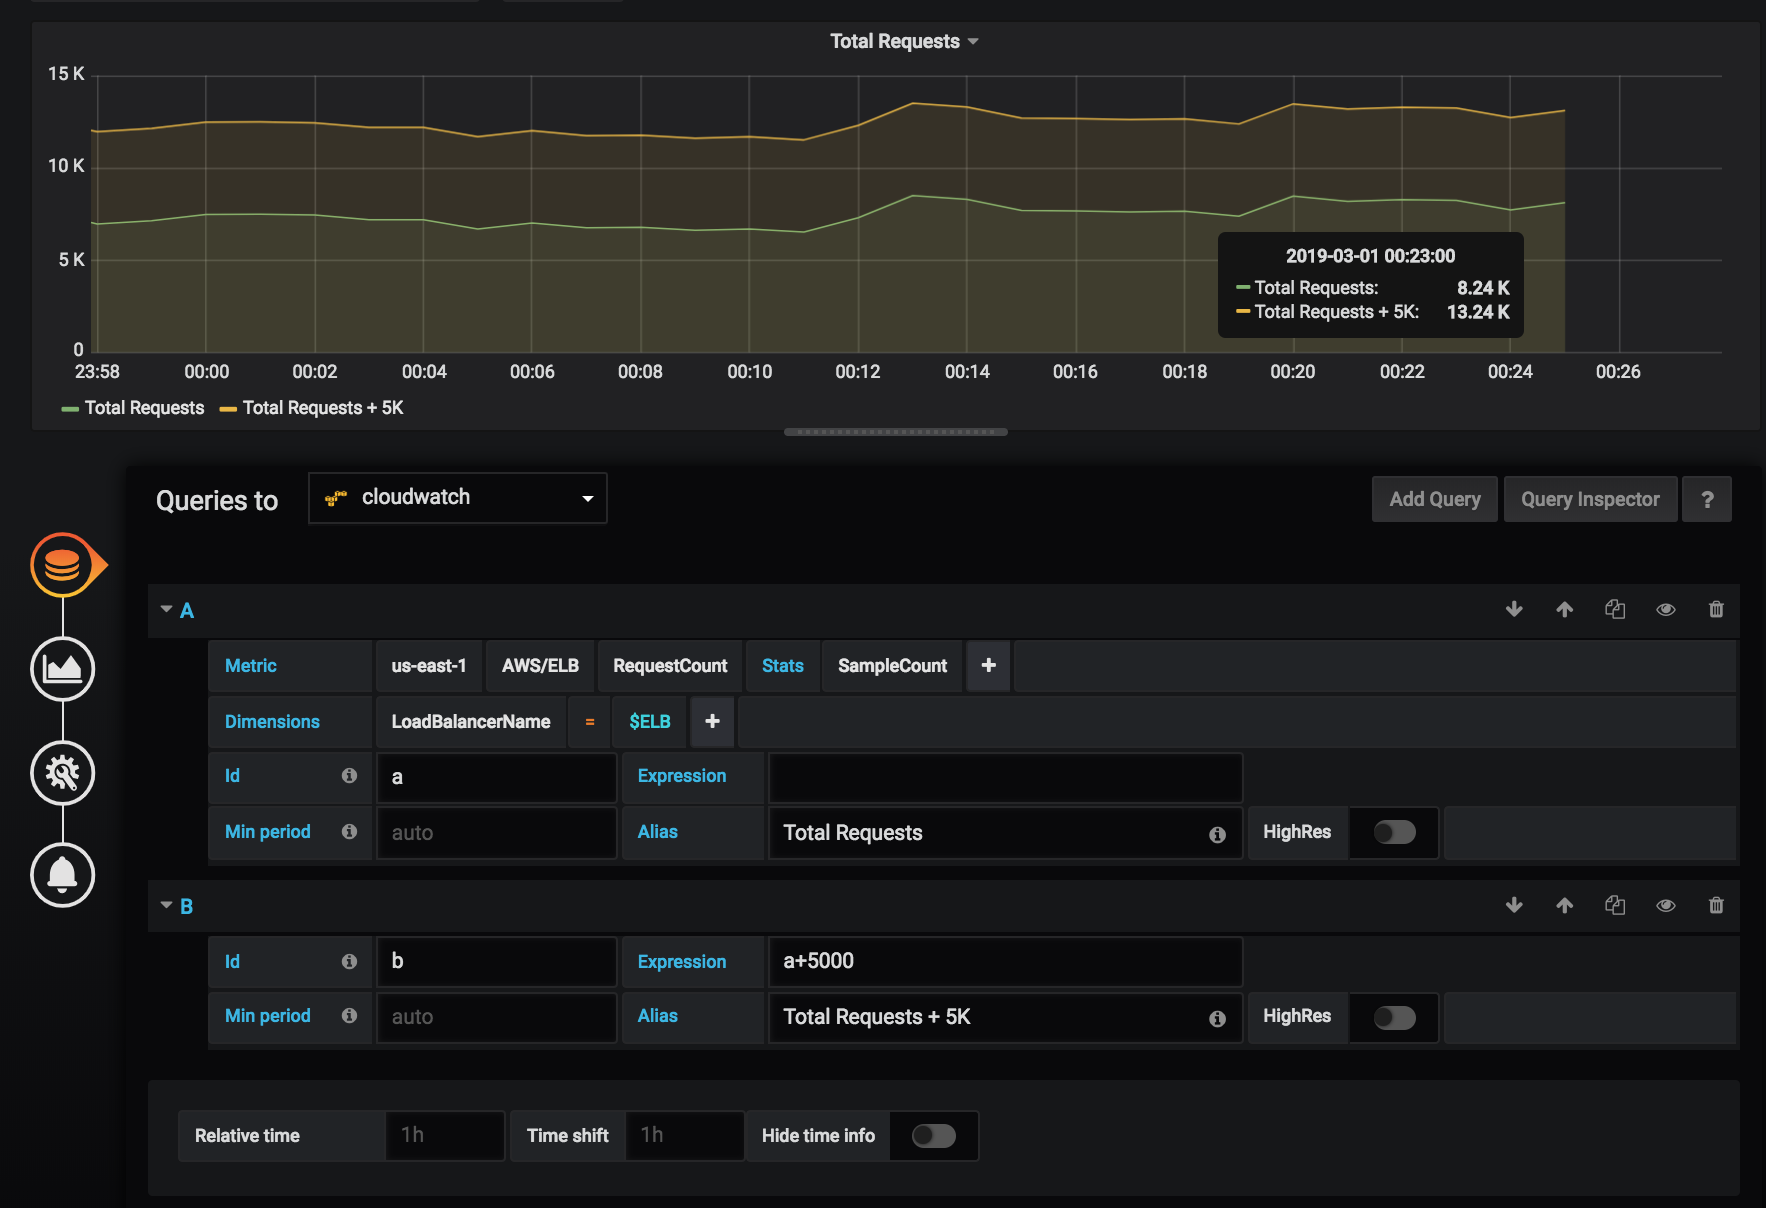 Total Requests
15 K
10 K
5 K
0
2019-03-01 00:23:00
Total Requests: 8.24 K
Total Requests + 5K: 13.24 K
23:58 00:00 00:02 00:04 00:06 00:08 00:10 00:12 00:14 00:16 00:18 00:20 00:22 00:24 00:26
Total Requests Total Requests + 5K
Queries to cloudwatch Add Query Query Inspector ?
A
Metric us-east-1 AWS/ELB RequestCount Stats SampleCount +
Dimensions LoadBalancerName = $ELB +
Id a Expression
Min period auto Alias Total Requests HighRes
B
Id b Expression a+5000
Min period auto Alias Total Requests + 5K HighRes
Relative time 1h Time shift 1h Hide time info